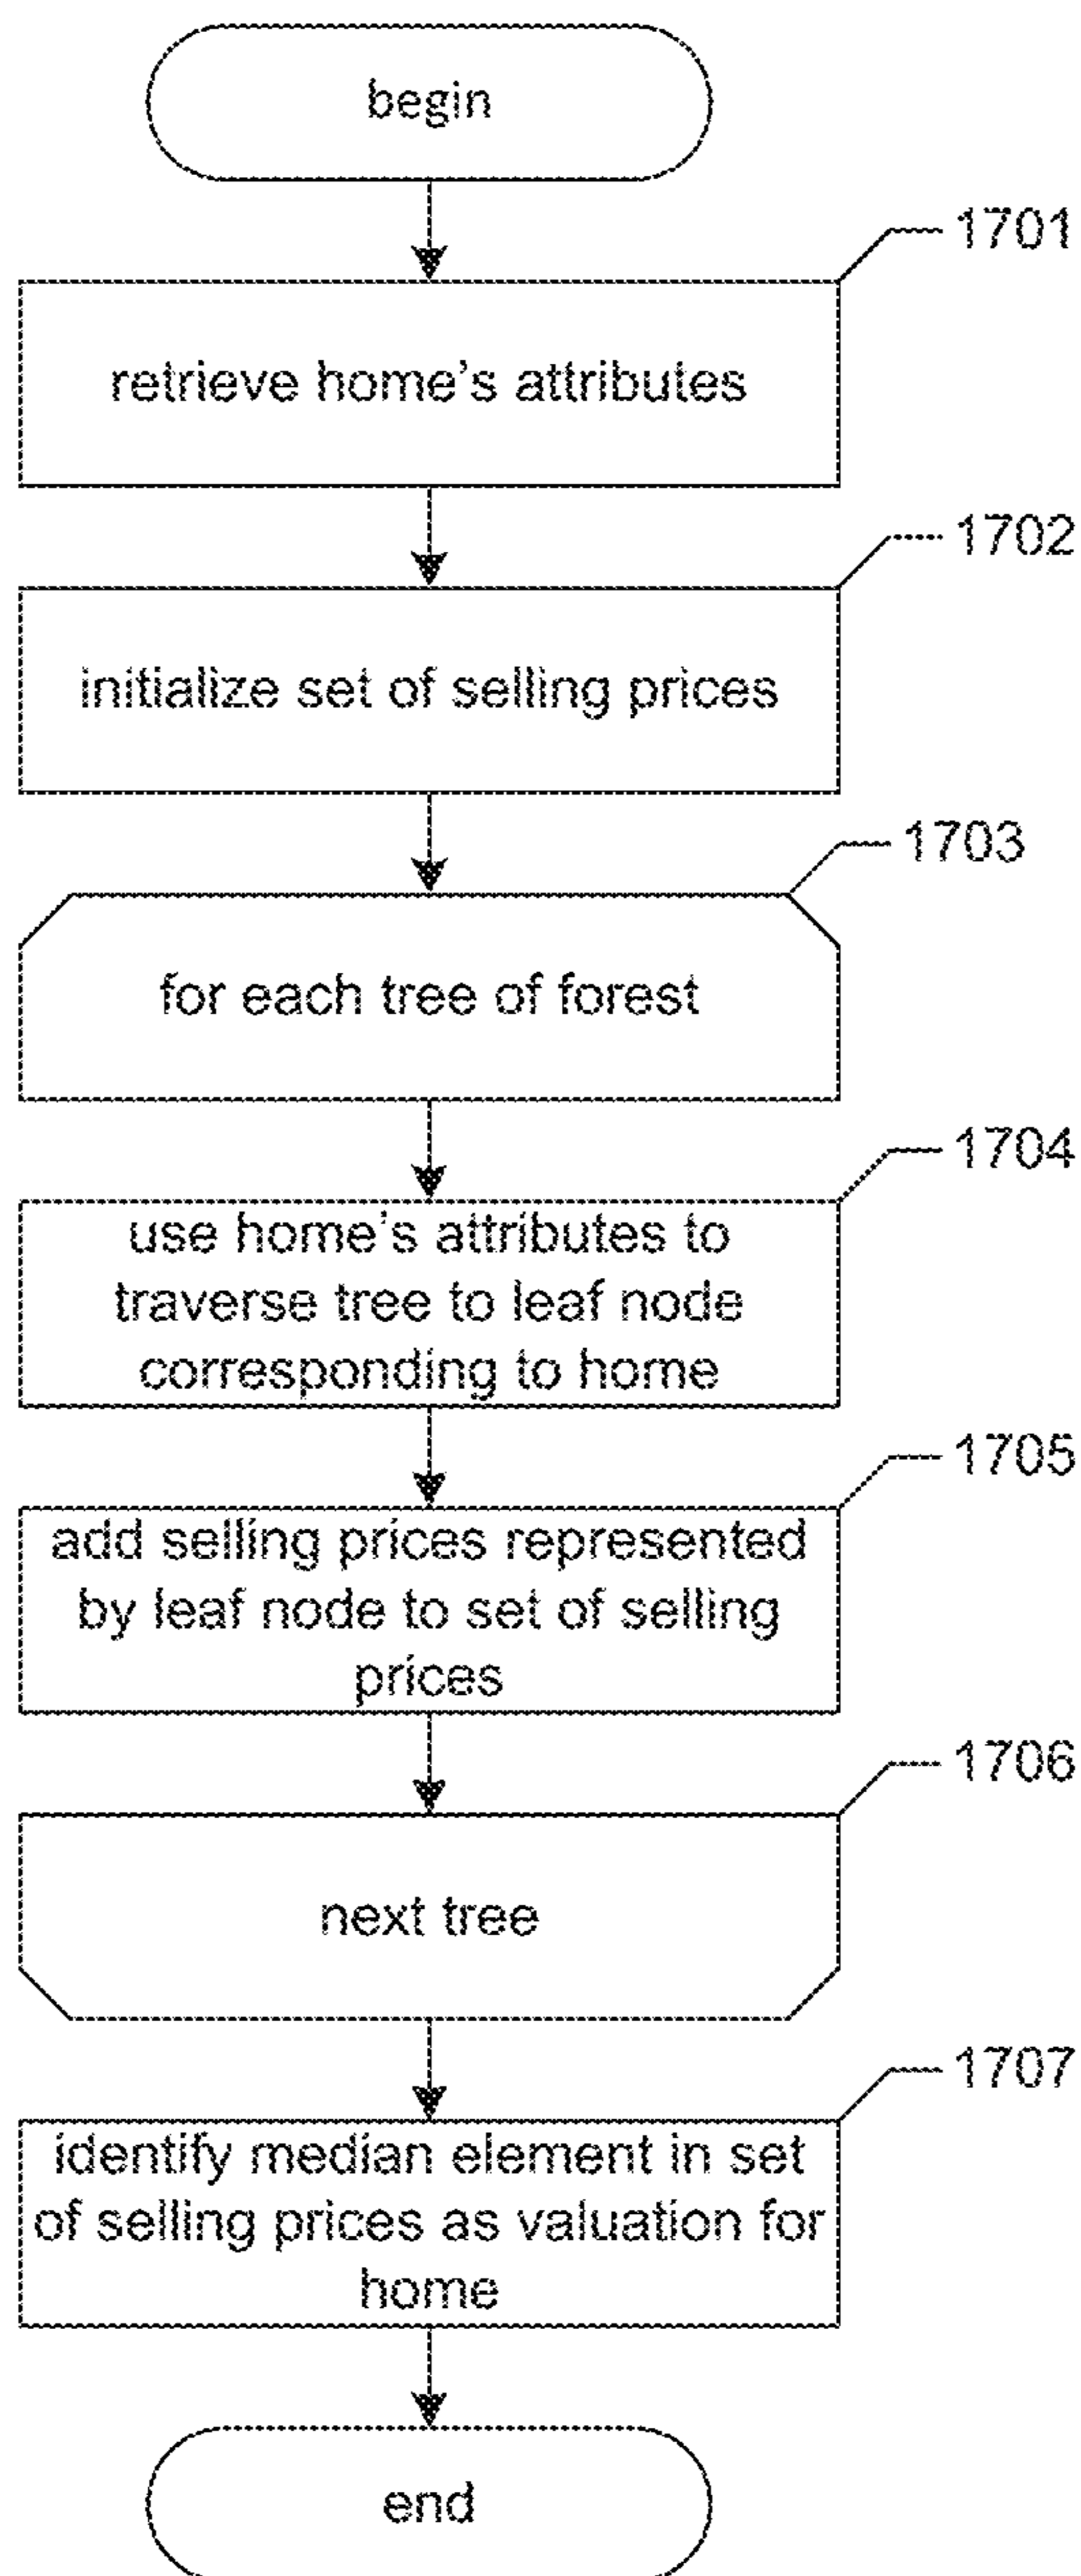 begin
1701
retrieve home's attributes
1702
initialize set of selling prices
1703
for each tree of forest
1704
use home's attributes to
traverse tree to leaf node
corresponding to home
1705
add selling prices represented
by leaf node to set of selling
prices
1706
next tree
1707
identify median element in set
of selling prices as valuation for
home
end